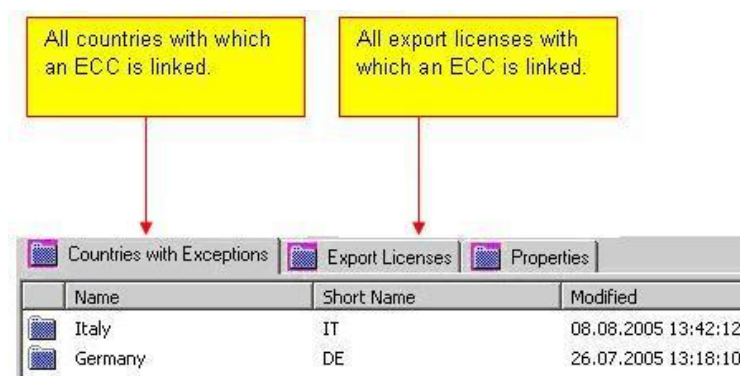 All countries with which
an ECC is linked.
All export licenses with
which an ECC is linked.
Countries with Exceptions Export Licenses Properties
Name Short Name Modified
Italy IT 08.08.2005 13:42:12
Germany DE 26.07.2005 13:18:10